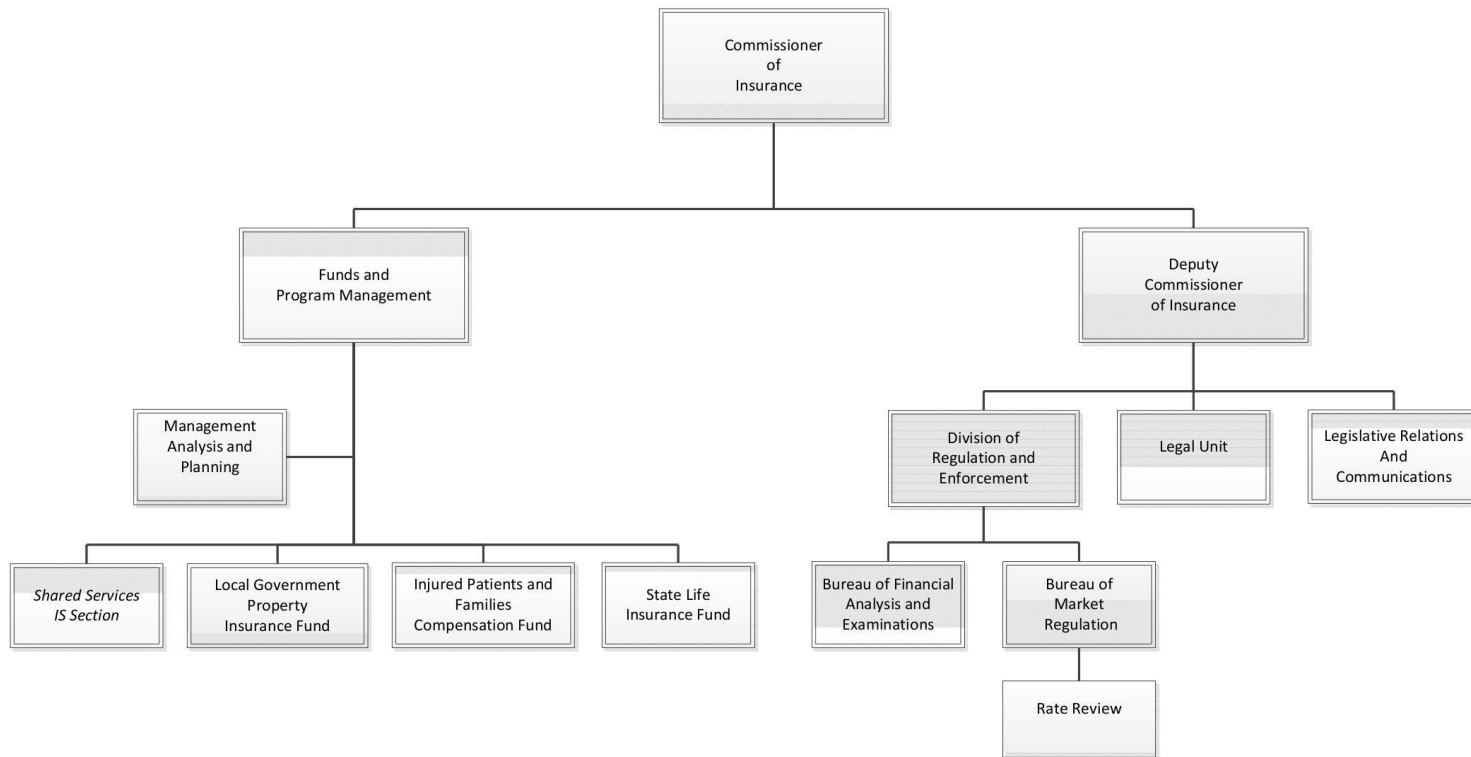 Commissioner
of
Insurance
Funds and
Program Management
Deputy
Commissioner
of Insurance
Management
Analysis and
Planning
Division of
Regulation and
Enforcement
Legal Unit
Legislative Relations
And
Communications
Shared Services
IS Section
Local Government
Property
Insurance Fund
Injured Patients and
Families
Compensation Fund
State Life
Insurance Fund
Bureau of Financial
Analysis and
Examinations
Bureau of
Market
Regulation
Rate Review